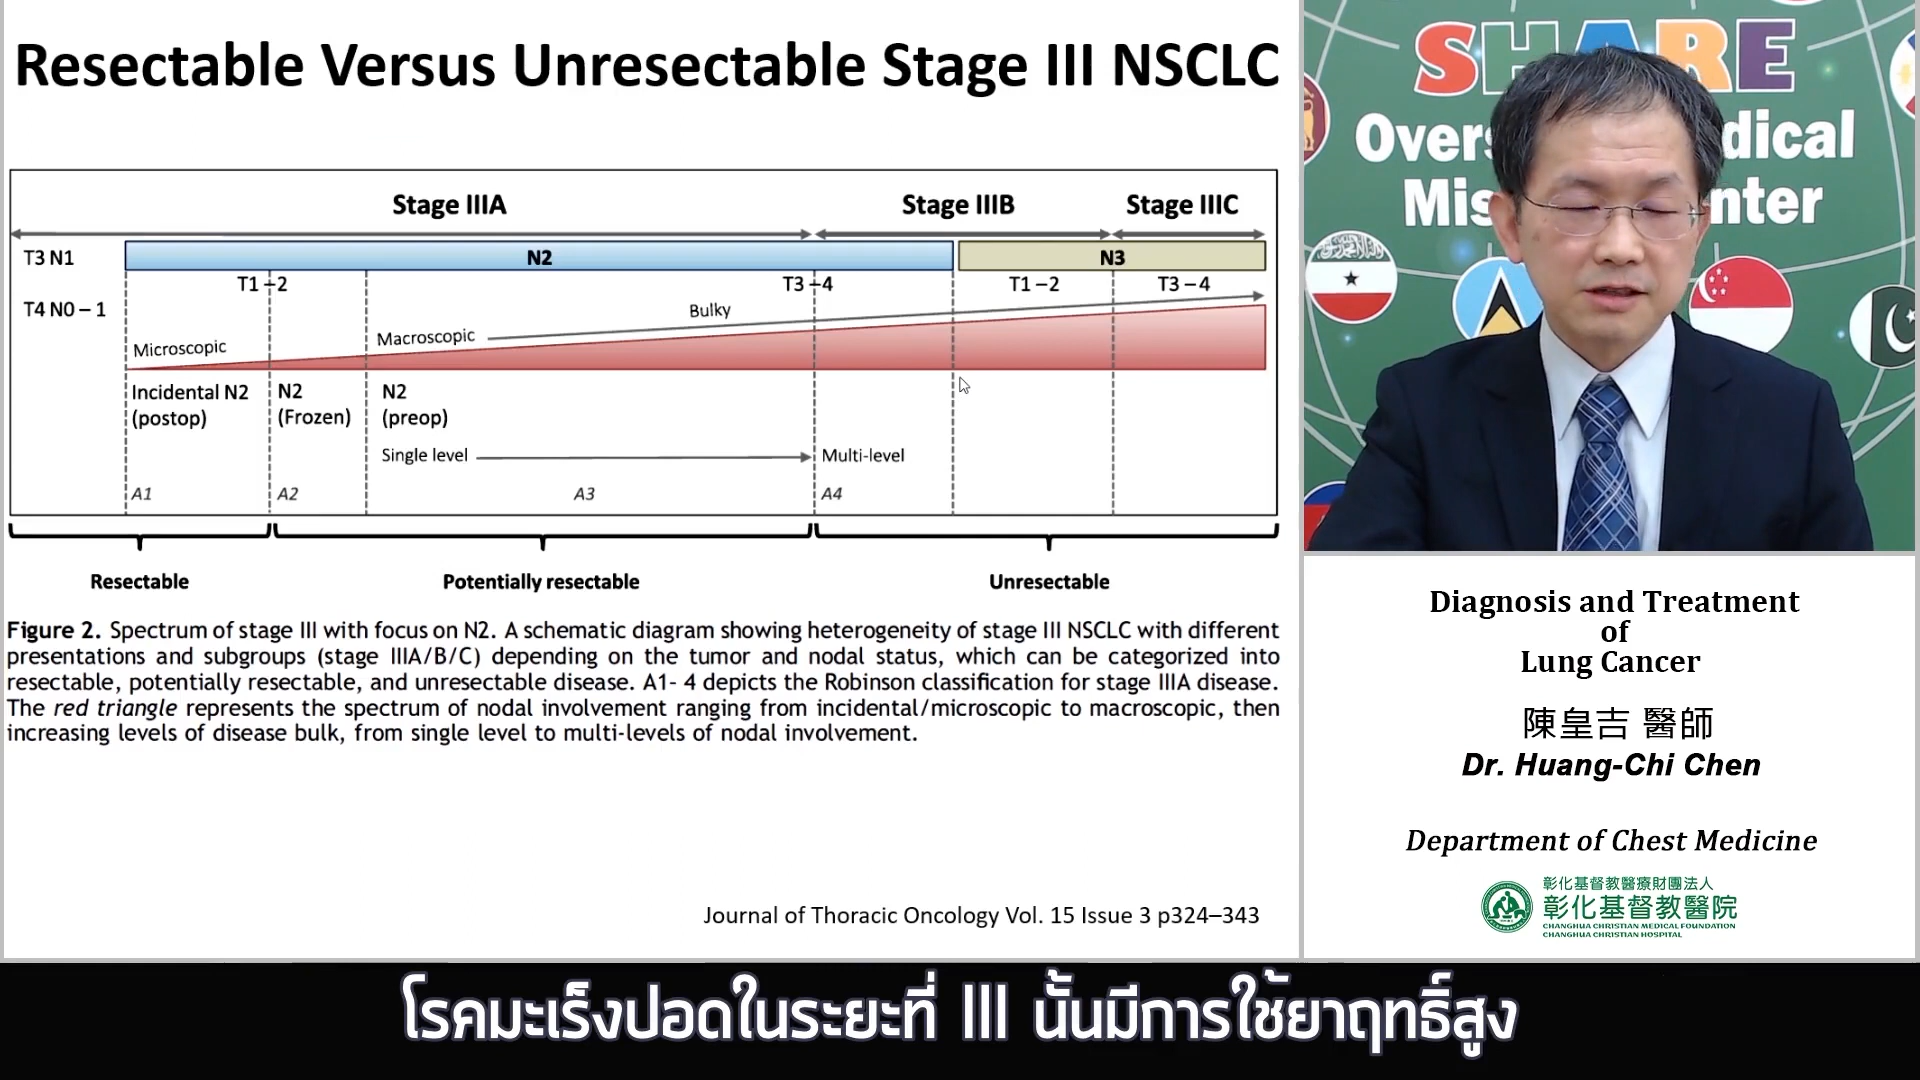 Resectable Versus Unresectable Stage III NSCLC
Stage IIIA
Stage IIIB
Stage IIIC
T3 N1
N2
N3
T1–2
T3–4
T1–2
T3–4
T4 N0–1
Bulky
Macroscopic
Microscopic
Incidental N2
(postop)
N2
(Frozen)
N2
(preop)
Single level
Multi-level
A1
A2
A3
A4
Resectable
Potentially resectable
Unresectable
Figure 2. Spectrum of stage III with focus on N2. A schematic diagram showing heterogeneity of stage III NSCLC with different
presentations and subgroups (stage IIIA/B/C) depending on the tumor and nodal status, which can be categorized into
resectable, potentially resectable, and unresectable disease. A1- 4 depicts the Robinson classification for stage IIIA disease.
The red triangle represents the spectrum of nodal involvement ranging from incidental/microscopic to macroscopic, then
increasing levels of disease bulk, from single level to multi-levels of nodal involvement.
Journal of Thoracic Oncology Vol. 15 Issue 3 p324–343
SHARE
Diagnosis and Treatment
of
Lung Cancer
陳皇吉 醫師
Dr. Huang-Chi Chen
Department of Chest Medicine
彰化基督教醫療財團法人
彰化基督教醫院
CHANGHUA CHRISTIAN MEDICAL FOUNDATION
CHANGHUA CHRISTIAN HOSPITAL
โรคมะเร็งปอดในระยะที่ III นั้นมีการใช้ยาฤทธิ์สูง